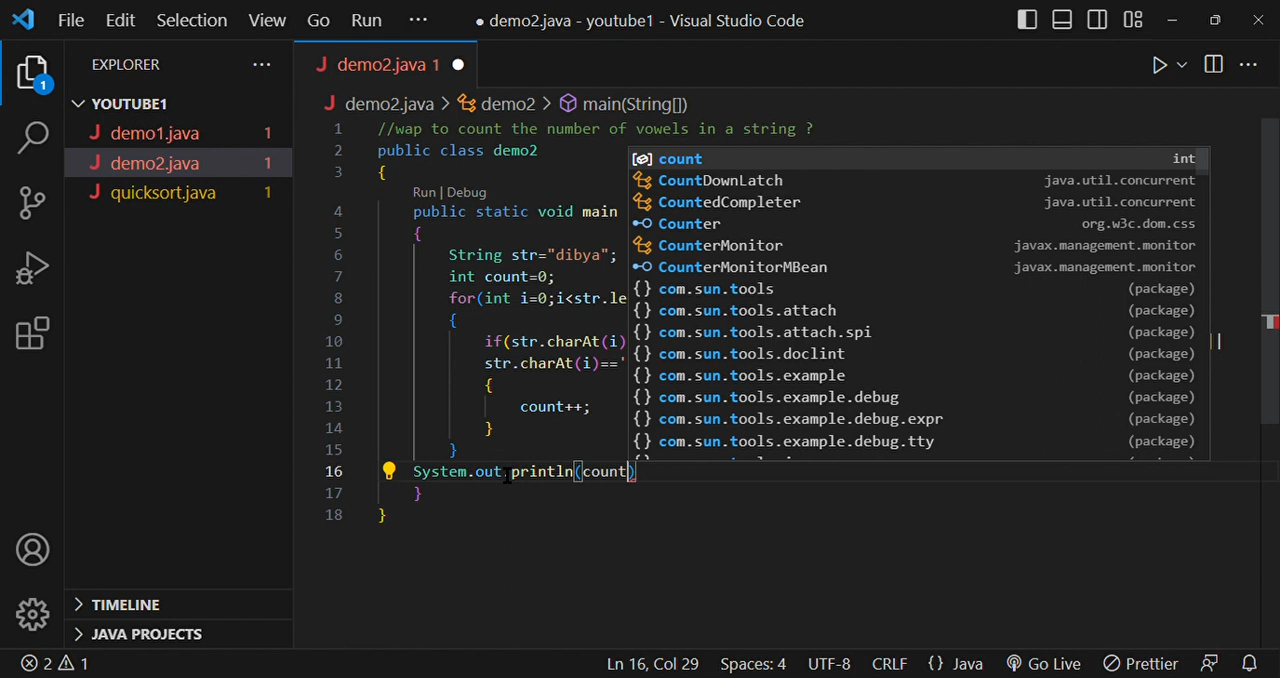 File Edit Selection View Go Run ··· ● demo2.java - youtube1 - Visual Studio Code
EXPLORER ···
1
YOUTUBE1
demo1.java 1
demo2.java 1
quicksort.java 1
TIMELINE
JAVA PROJECTS
J demo2.java 1 ●
J demo2.java > demo2 > main(String[])
1 //wap to count the number of vowels in a string ?
2 public class demo2
3 {
Run | Debug
4 public static void main
5 {
6 String str="dibya";
7 int count=0;
8 for(int i=0;i<str.le
9 {
10 if(str.charAt(i) ||
11 str.charAt(i)=='
12 {
13 count++;
14 }
15 }
16 System.out.println(count)
17 }
18 }
count int
CountDownLatch java.util.concurrent
CountedCompleter java.util.concurrent
Counter org.w3c.dom.css
CounterMonitor javax.management.monitor
CounterMonitorMBean javax.management.monitor
{} com.sun.tools (package)
{} com.sun.tools.attach (package)
{} com.sun.tools.attach.spi (package)
{} com.sun.tools.doclint (package)
{} com.sun.tools.example (package)
{} com.sun.tools.example.debug (package)
{} com.sun.tools.example.debug.expr (package)
{} com.sun.tools.example.debug.tty (package)
2 1 Ln 16, Col 29 Spaces: 4 UTF-8 CRLF {} Java Go Live Prettier